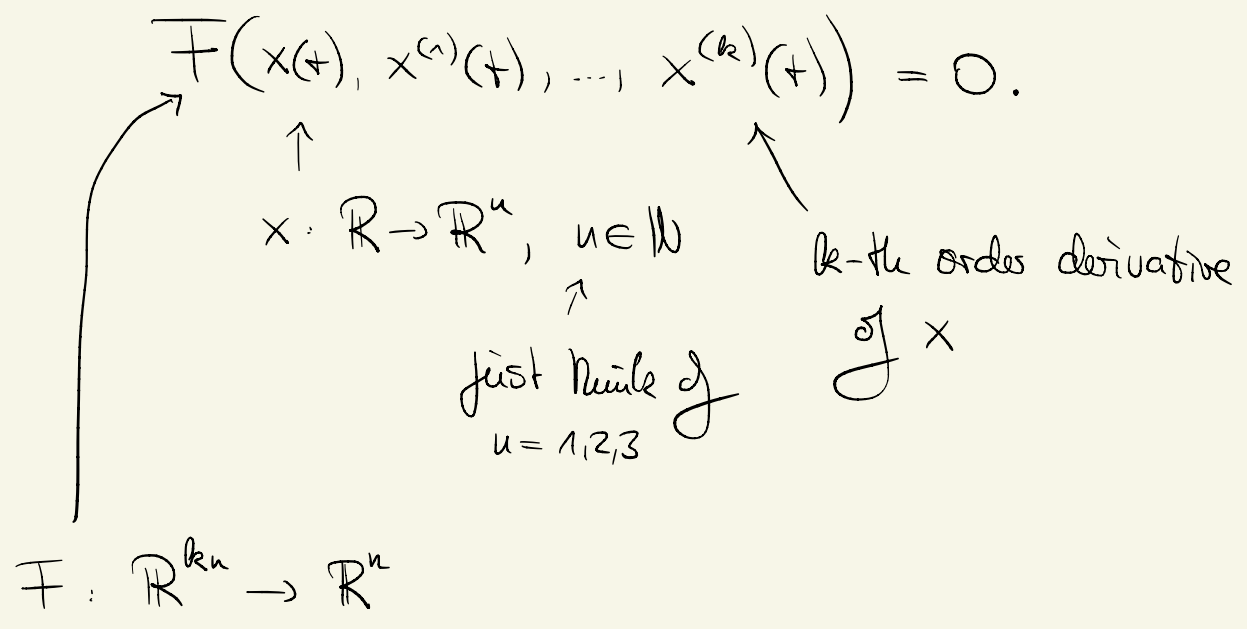 F(x(t), x^(1)(t), ..., x^(k)(t)) = 0.
x : ℝ → ℝ^n, n ∈ ℕ
k-th order derivative
of x
just think of
n = 1,2,3
F : ℝ^kn → ℝ^n